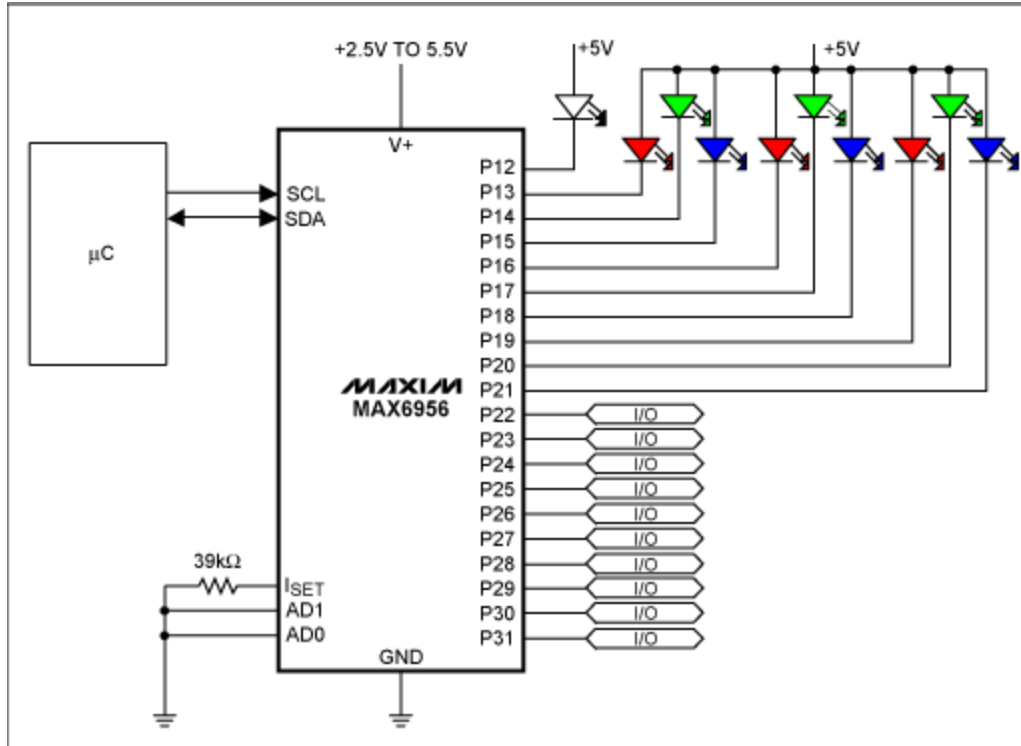 +2.5V TO 5.5V
+5V
+5V
V+
P12
P13
P14
P15
P16
P17
P18
P19
P20
P21
P22
P23
P24
P25
P26
P27
P28
P29
P30
P31
SCL
SDA
µC
MAXIM
MAX6956
I/O
I/O
I/O
I/O
I/O
I/O
I/O
I/O
I/O
I/O
39kΩ
ISET
AD1
AD0
GND